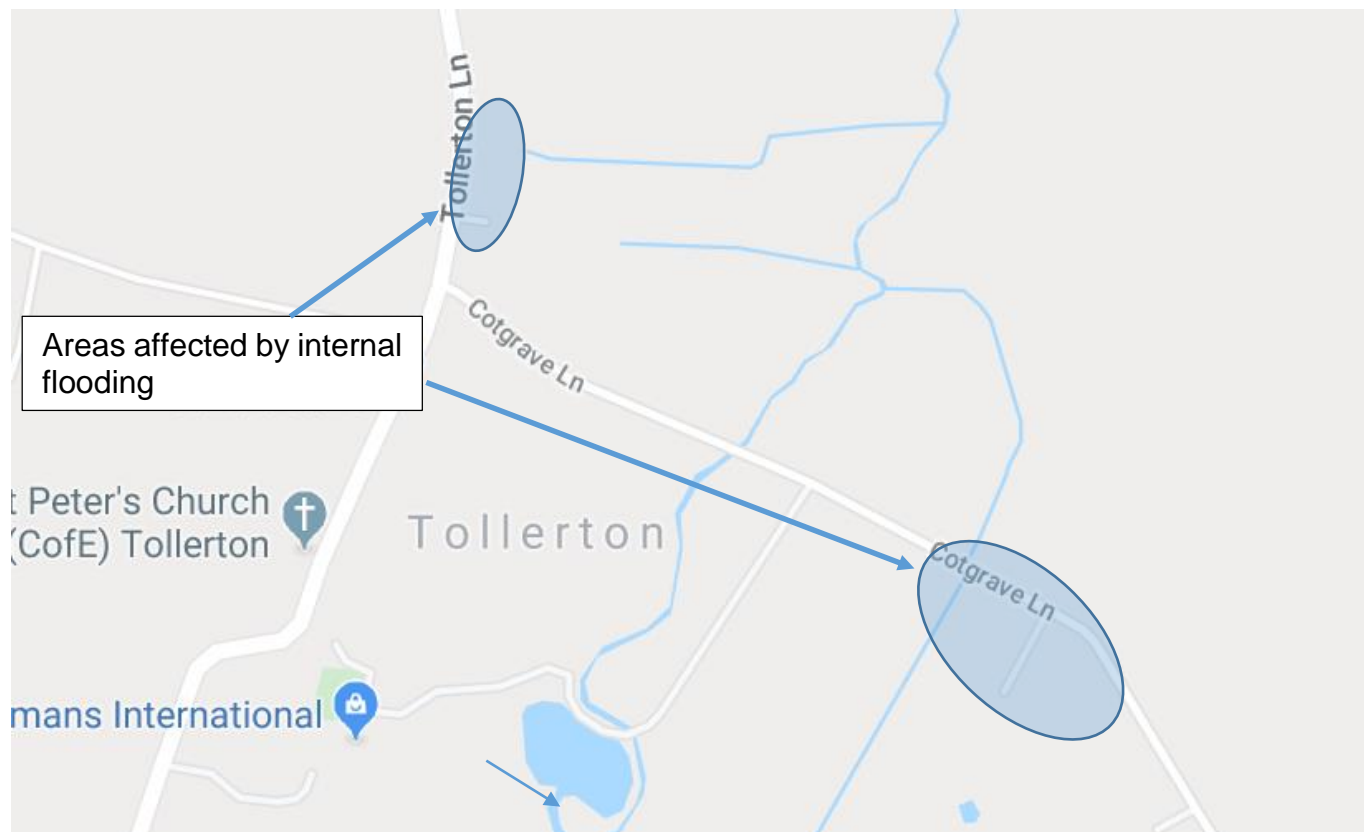 Tollerton Ln
Cotgrave Ln
Areas affected by internal
flooding
t Peter's Church
(CofE) Tollerton
Tollerton
Cotgrave Ln
mans International